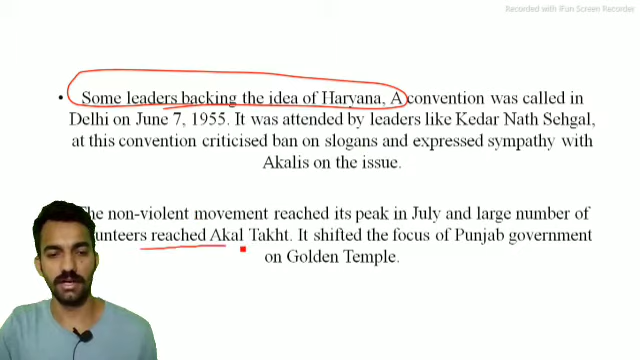 Recorded with iFun Screen Recorder
• Some leaders backing the idea of Haryana, A convention was called in
Delhi on June 7, 1955. It was attended by leaders like Kedar Nath Sehgal,
at this convention criticised ban on slogans and expressed sympathy with
Akalis on the issue.
The non-violent movement reached its peak in July and large number of
unteers reached Akal Takht. It shifted the focus of Punjab government
on Golden Temple.